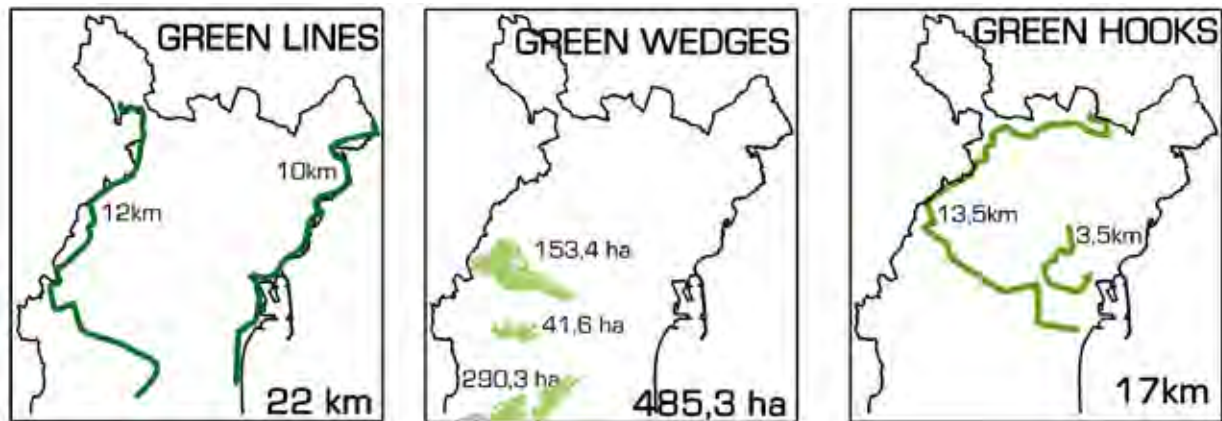 GREEN LINES
10km
12km
22 km
GREEN WEDGES
153,4 ha
41,6 ha
290,3 ha
485,3 ha
GREEN HOOKS
13,5km
3,5km
17km